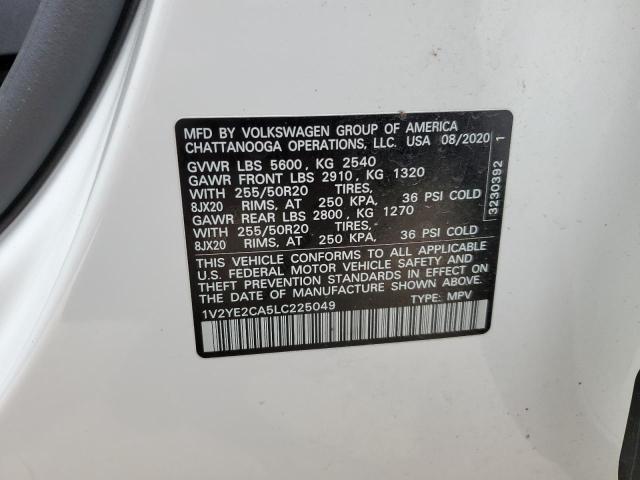 MFD BY VOLKSWAGEN GROUP OF AMERICA
CHATTANOOGA OPERATIONS, LLC. USA 08/2020
GVWR LBS 5600, KG 2540
GAWR FRONT LBS 2910, KG 1320
WITH 255/50R20 TIRES,
8JX20 RIMS, AT 250 KPA, 36 PSI COLD
GAWR REAR LBS 2800, KG 1270
WITH 255/50R20 TIRES,
8JX20 RIMS, AT 250 KPA, 36 PSI COLD
THIS VEHICLE CONFORMS TO ALL APPLICABLE
U.S. FEDERAL MOTOR VEHICLE SAFETY AND
THEFT PREVENTION STANDARDS IN EFFECT ON
THE DATE OF MANUFACTURE SHOWN ABOVE.
1V2YE2CA5LC225049 TYPE: MPV
3230392 1